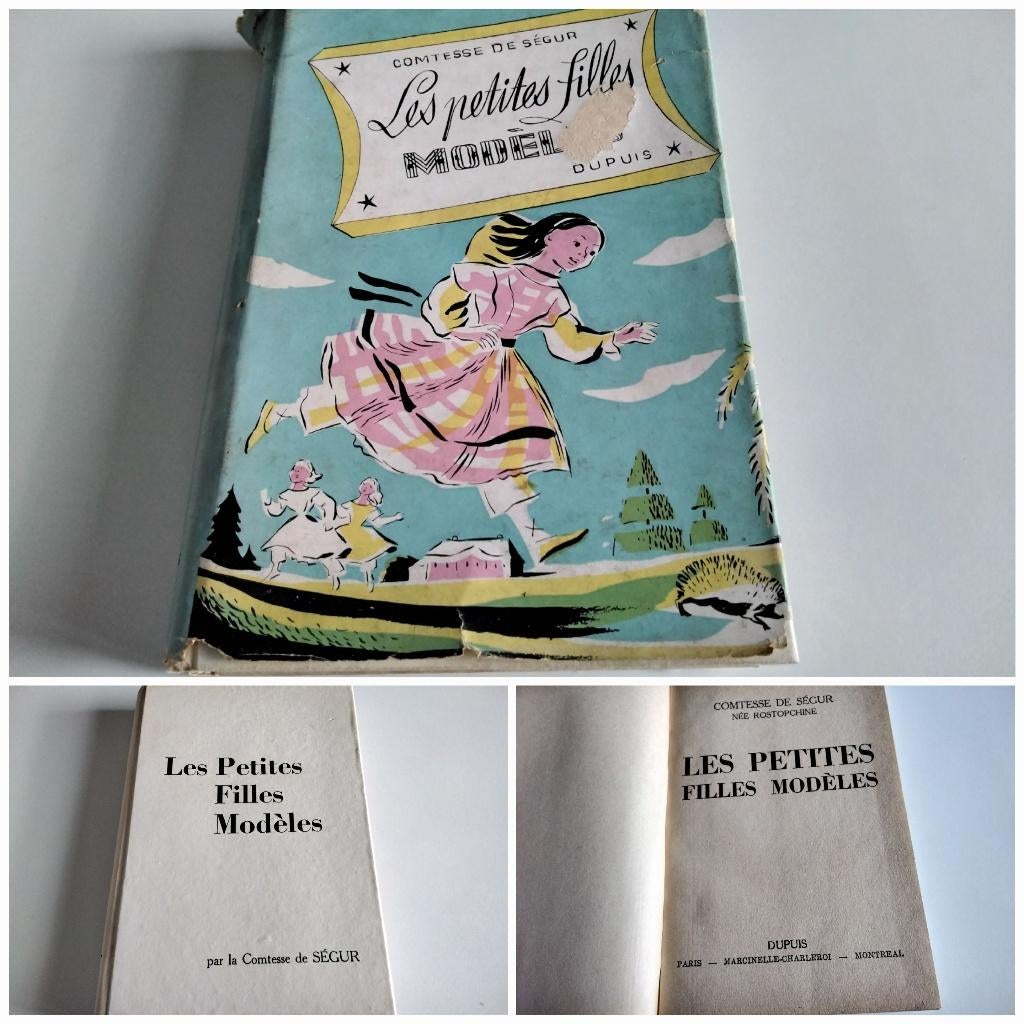 COMTESSE DE SÉGUR
Les petites filles
MODÈL
DUPUIS
Les Petites
Filles
Modèles
par la Comtesse de SÉGUR
COMTESSE DE SÉGUR
NÉE ROSTOPCHINE
LES PETITES
FILLES MODÈLES
DUPUIS
PARIS — MARCINELLE-CHARLEROI — MONTREAL